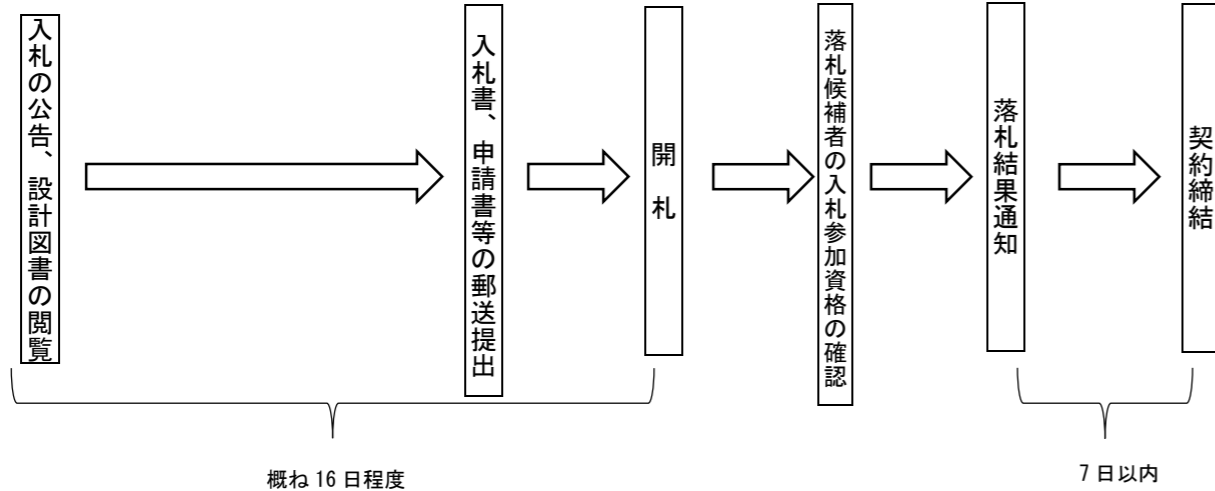 入札の公告、設計図書の閲覧
入札書、申請書等の郵送提出
開札
落札候補者の入札参加資格の確認
落札結果通知
契約締結
概ね 16 日程度
7 日以内